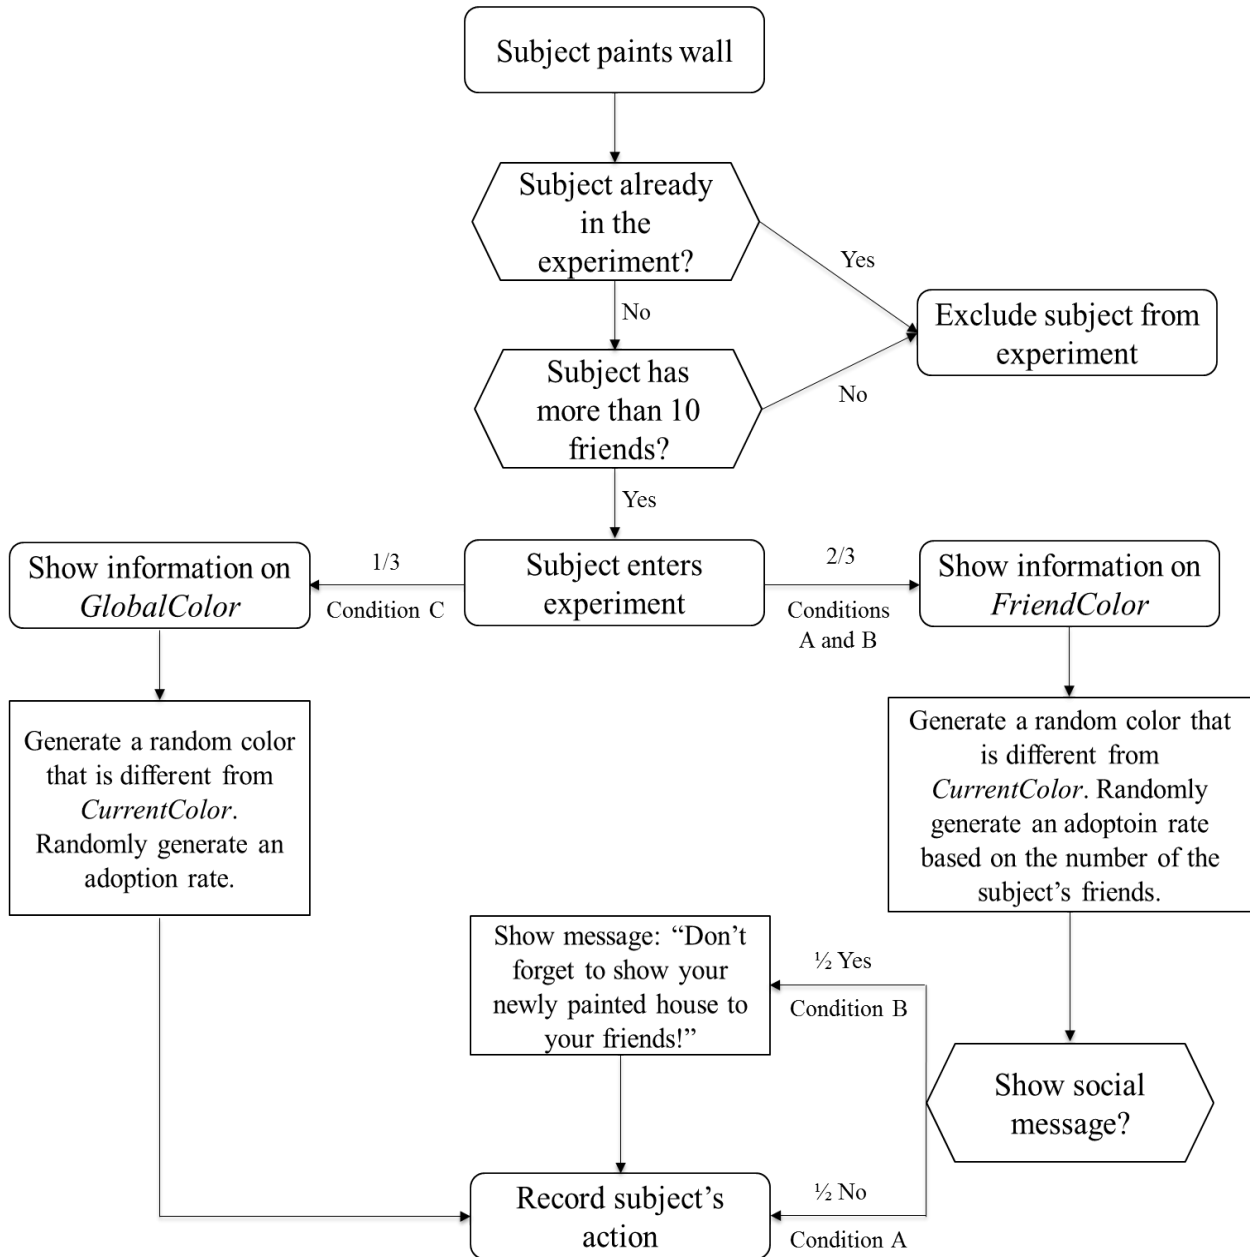 Subject paints wall
Subject already
in the
experiment?
Yes
No
Exclude subject from
experiment
Subject has
more than 10
friends?
No
Yes
Show information on
GlobalColor
1/3
Condition C
Subject enters
experiment
2/3
Conditions
A and B
Show information on
FriendColor
Generate a random color
that is different from
CurrentColor.
Randomly generate an
adoption rate.
Generate a random color that
is different from
CurrentColor. Randomly
generate an adoptoin rate
based on the number of the
subject’s friends.
Show message: “Don’t
forget to show your
newly painted house to
your friends!”
½ Yes
Condition B
Show social
message?
Record subject’s
action
½ No
Condition A